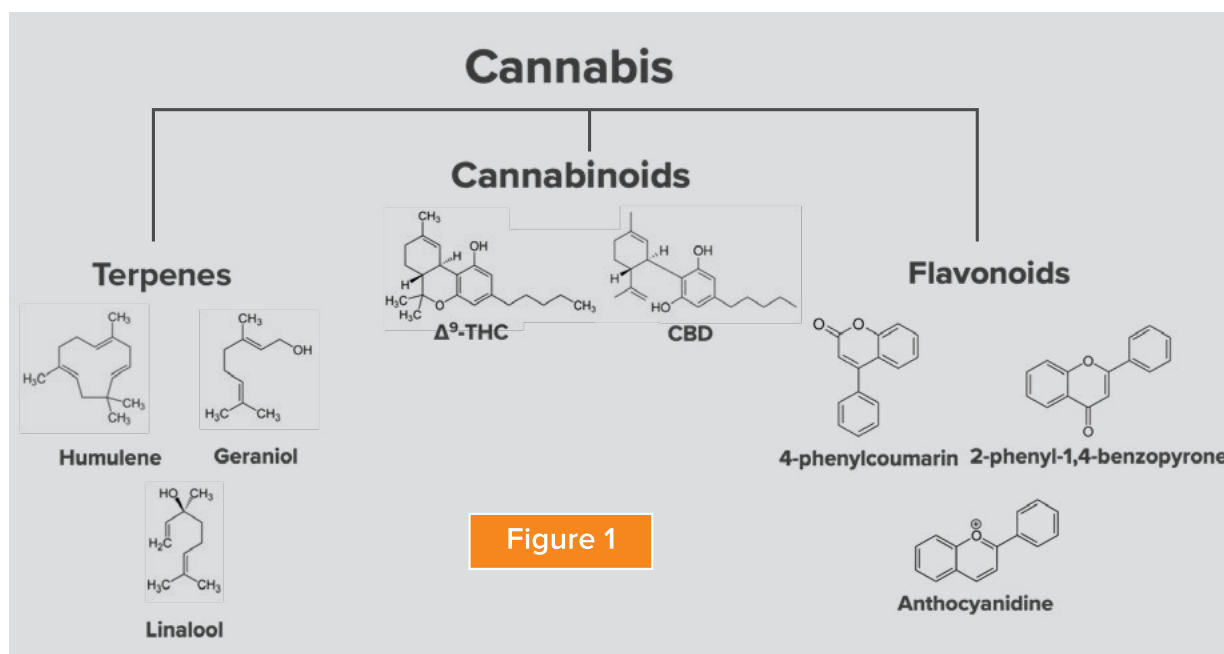 Cannabis
Cannabinoids
Terpenes
Flavonoids
CH₃
OH
H
H
H₃C
H₃C
O
CH₃
Δ⁹-THC
H
OH
H
HO
CBD
CH₃
H₃C
CH₃
CH₃
Humulene
CH₃
OH
H₃C
CH₃
Geraniol
HO
CH₃
H₂C
H₃C
CH₃
Linalool
O
O
4-phenylcoumarin
O
O
2-phenyl-1,4-benzopyrone
O
⊕
Anthocyanidine
Figure 1